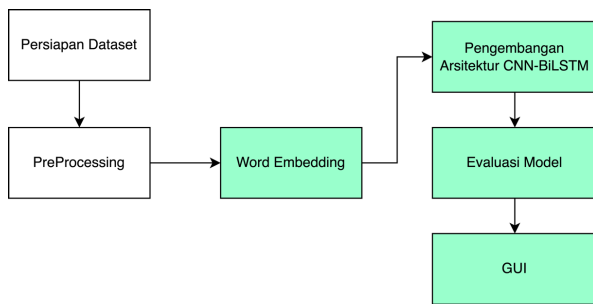 Persiapan Dataset
PreProcessing
Word Embedding
Pengembangan
Arsitektur CNN-BiLSTM
Evaluasi Model
GUI